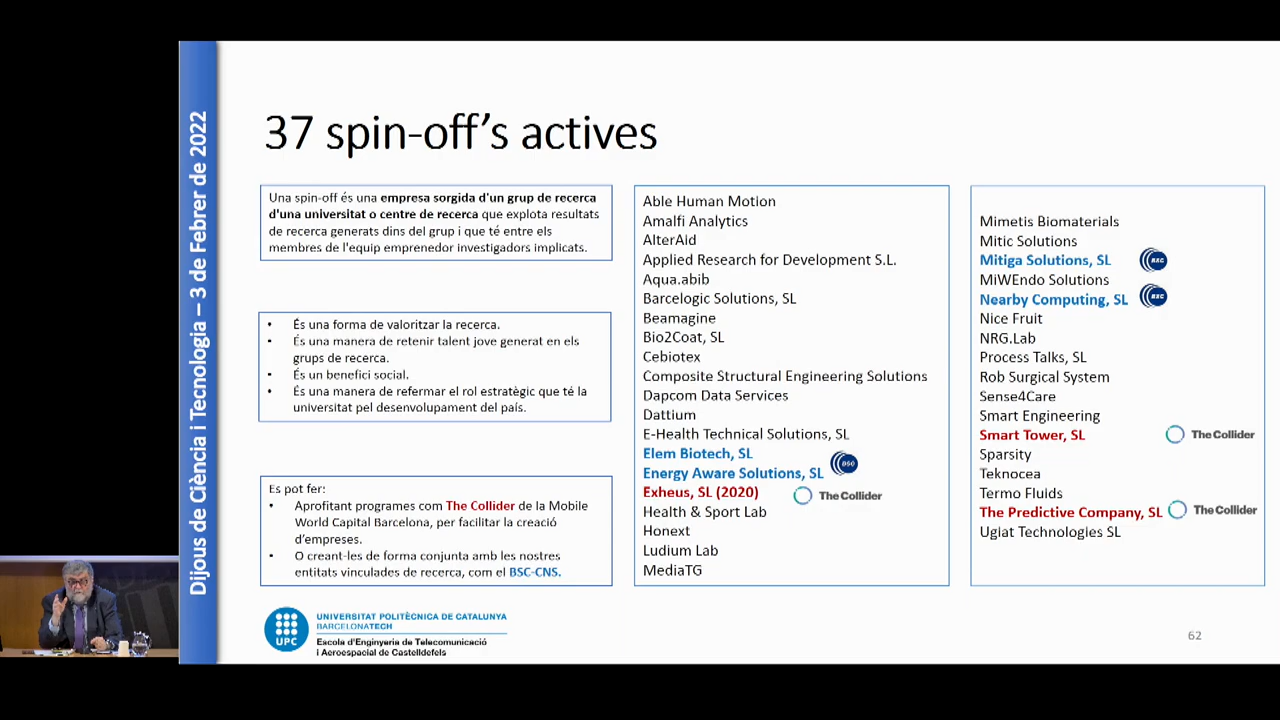 Dijous de Ciència i Tecnologia – 3 de Febrer de 2022
37 spin-off’s actives
Una spin-off és una empresa sorgida d'un grup de recerca
d'una universitat o centre de recerca que explota resultats
de recerca generats dins del grup i que té entre els
membres de l'equip emprenedor investigadors implicats.
• És una forma de valoritzar la recerca.
• És una manera de retenir talent jove generat en els
grups de recerca.
• És un benefici social.
• És una manera de refermar el rol estratègic que té la
universitat pel desenvolupament del país.
Es pot fer:
• Aprofitant programes com The Collider de la Mobile
World Capital Barcelona, per facilitar la creació
d’empreses.
• O creant-les de forma conjunta amb les nostres
entitats vinculades de recerca, com el BSC-CNS.
Able Human Motion
Amalfi Analytics
AlterAid
Applied Research for Development S.L.
Aqua.abib
Barcelogic Solutions, SL
Beamagine
Bio2Coat, SL
Cebiotex
Composite Structural Engineering Solutions
Dapcom Data Services
Dattium
E-Health Technical Solutions, SL
Elem Biotech, SL
Energy Aware Solutions, SL BSC
Exheus, SL (2020) The Collider
Health & Sport Lab
Honext
Ludium Lab
MediaTG
Mimetis Biomaterials
Mitic Solutions
Mitiga Solutions, SL BSC
MiWEndo Solutions
Nearby Computing, SL BSC
Nice Fruit
NRG.Lab
Process Talks, SL
Rob Surgical System
Sense4Care
Smart Engineering
Smart Tower, SL The Collider
Sparsity
Teknocea
Termo Fluids
The Predictive Company, SL The Collider
Ugiat Technologies SL
UPC
UNIVERSITAT POLITÈCNICA DE CATALUNYA
BARCELONATECH
Escola d'Enginyeria de Telecomunicació
i Aeroespacial de Castelldefels
62